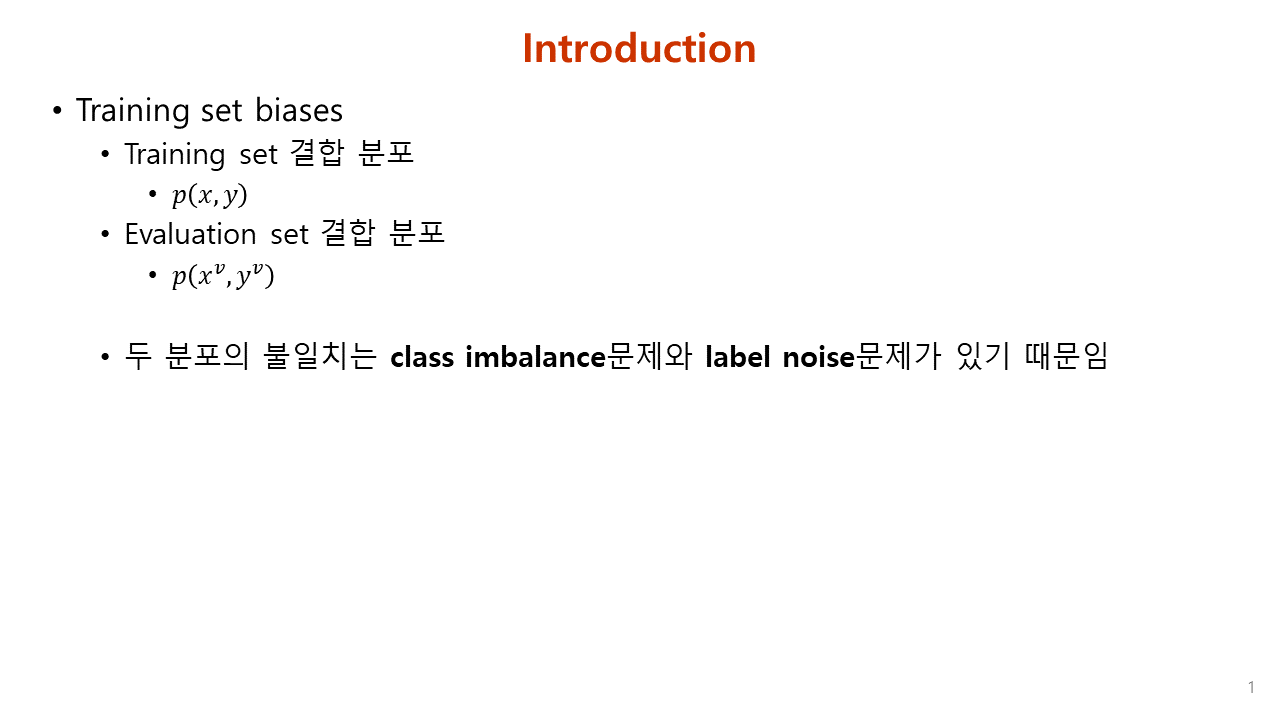 Introduction
• Training set biases
• Training set 결합 분포
• 𝑝(𝑥, 𝑦)
• Evaluation set 결합 분포
• 𝑝(𝑥ᵛ, 𝑦ᵛ)
• 두 분포의 불일치는 class imbalance문제와 label noise문제가 있기 때문임
1